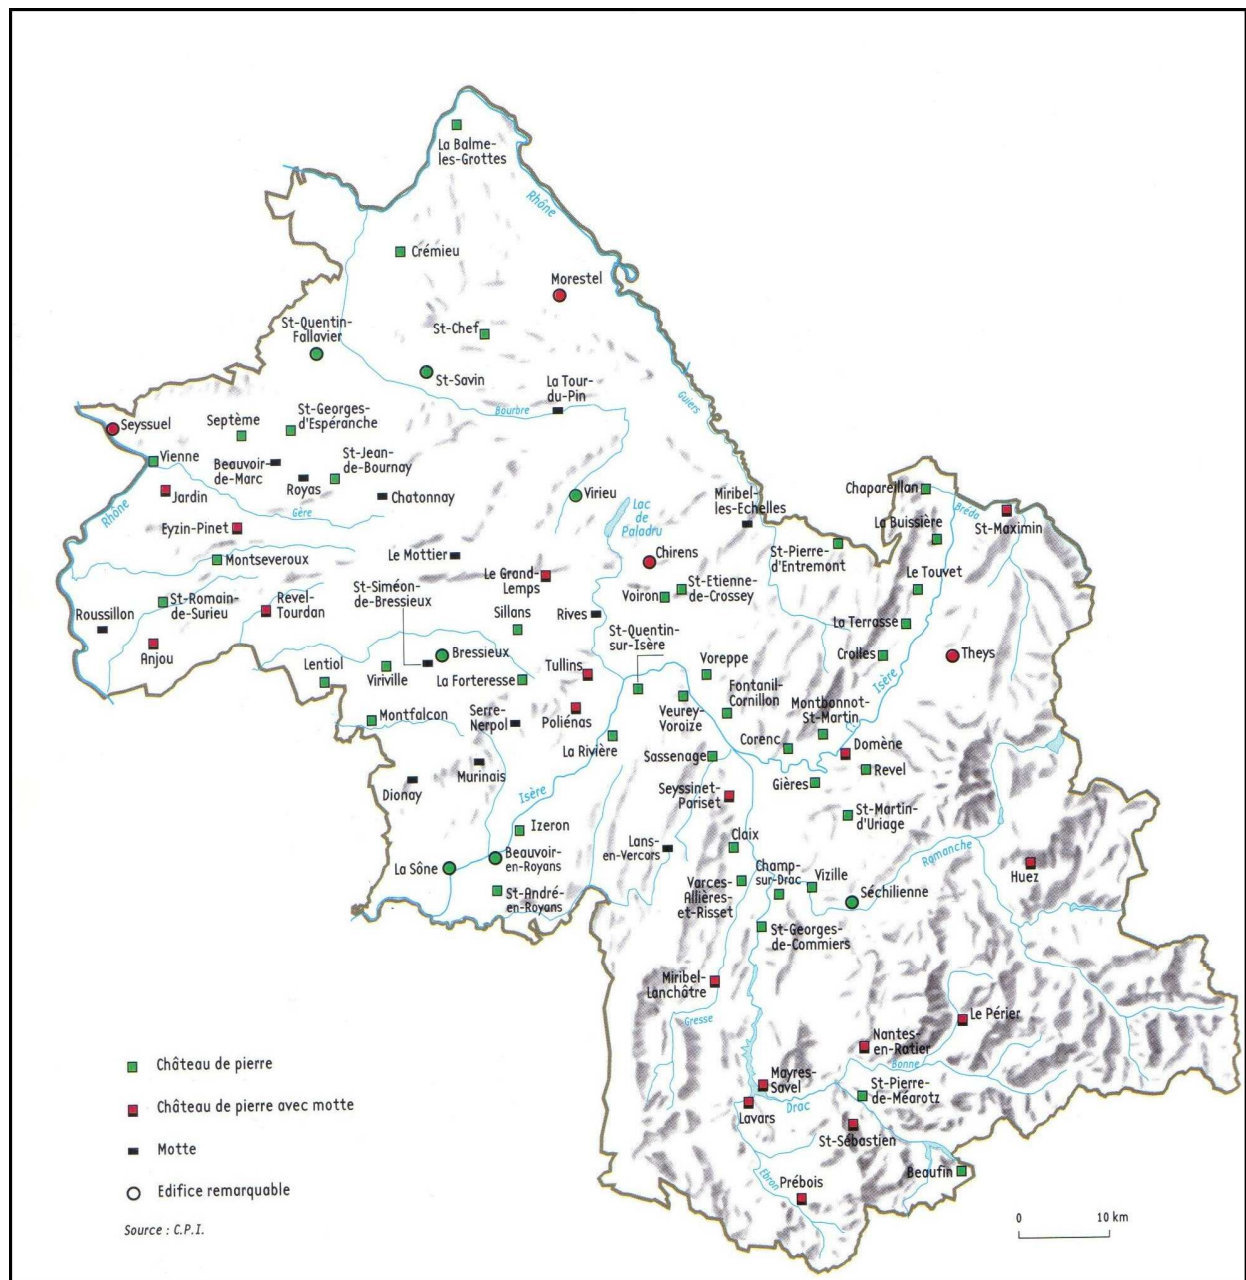 La Balme-
les-Grottes
Rhône
Crémieu
Morestel
St-Quentin-
Fallavier
St-Chef
St-Savin
La Tour-
du-Pin
Bourbre
Guiers
Seyssuel
Septème
St-Georges-
d'Espéranche
Vienne
Beauvoir-
de-Marc
St-Jean-
de-Bournay
Royas
Chatonnay
Jardin
Rhône
Gère
Eyzin-Pinet
Virieu
Lac
de
Paladru
Miribel-
les-Echelles
Chapareillan
Bréda
La Buissière
St-Maximin
Montseveroux
Le Mottier
Chirens
St-Pierre-
d'Entremont
Le Grand-
Lemps
Le Touvet
St-Siméon-
de-Bressieux
Voiron
St-Etienne-
de-Crossey
St-Romain-
de-Surieu
Revel-
Tourdan
Roussillon
Sillans
Rives
La Terrasse
St-Quentin-
sur-Isère
Anjou
Bressieux
Crolles
Theys
Lentiol
Viriville
La Forteresse
Tullins
Voreppe
Isère
Fontanil-
Cornillon
Montfalcon
Serre-
Nerpol
Poliénas
Veurey-
Voroize
Montbonnot-
St-Martin
La Rivière
Corenc
Domène
Sassenage
Revel
Murinais
Dionay
Gières
Isère
Seyssinet-
Pariset
St-Martin-
d'Uriage
Izeron
Claix
Lans-
en-Vercors
Romanche
Beauvoir-
en-Royans
La Sône
Champ-
sur-Drac
Vizille
Huez
Varces-
Allières-
et-Risset
Séchilienne
St-André-
en-Royans
St-Georges-
de-Commiers
Miribel-
Lanchâtre
Gresse
Le Périer
Nantes-
en-Ratier
Bonne
Mayres-
Savel
St-Pierre-
de-Méarotz
Drac
Lavars
St-Sébastien
Beaufin
Ebron
Prébois
Château de pierre
Château de pierre avec motte
Motte
Edifice remarquable
Source : C.P.I.
0 10 km